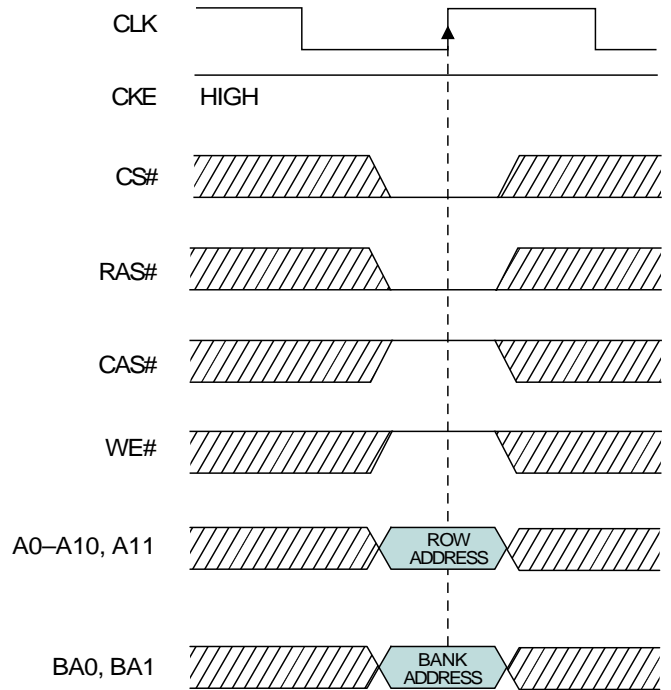 CLK
CKE HIGH
CS#
RAS#
CAS#
WE#
A0–A10, A11 ROW
ADDRESS
BA0, BA1 BANK
ADDRESS